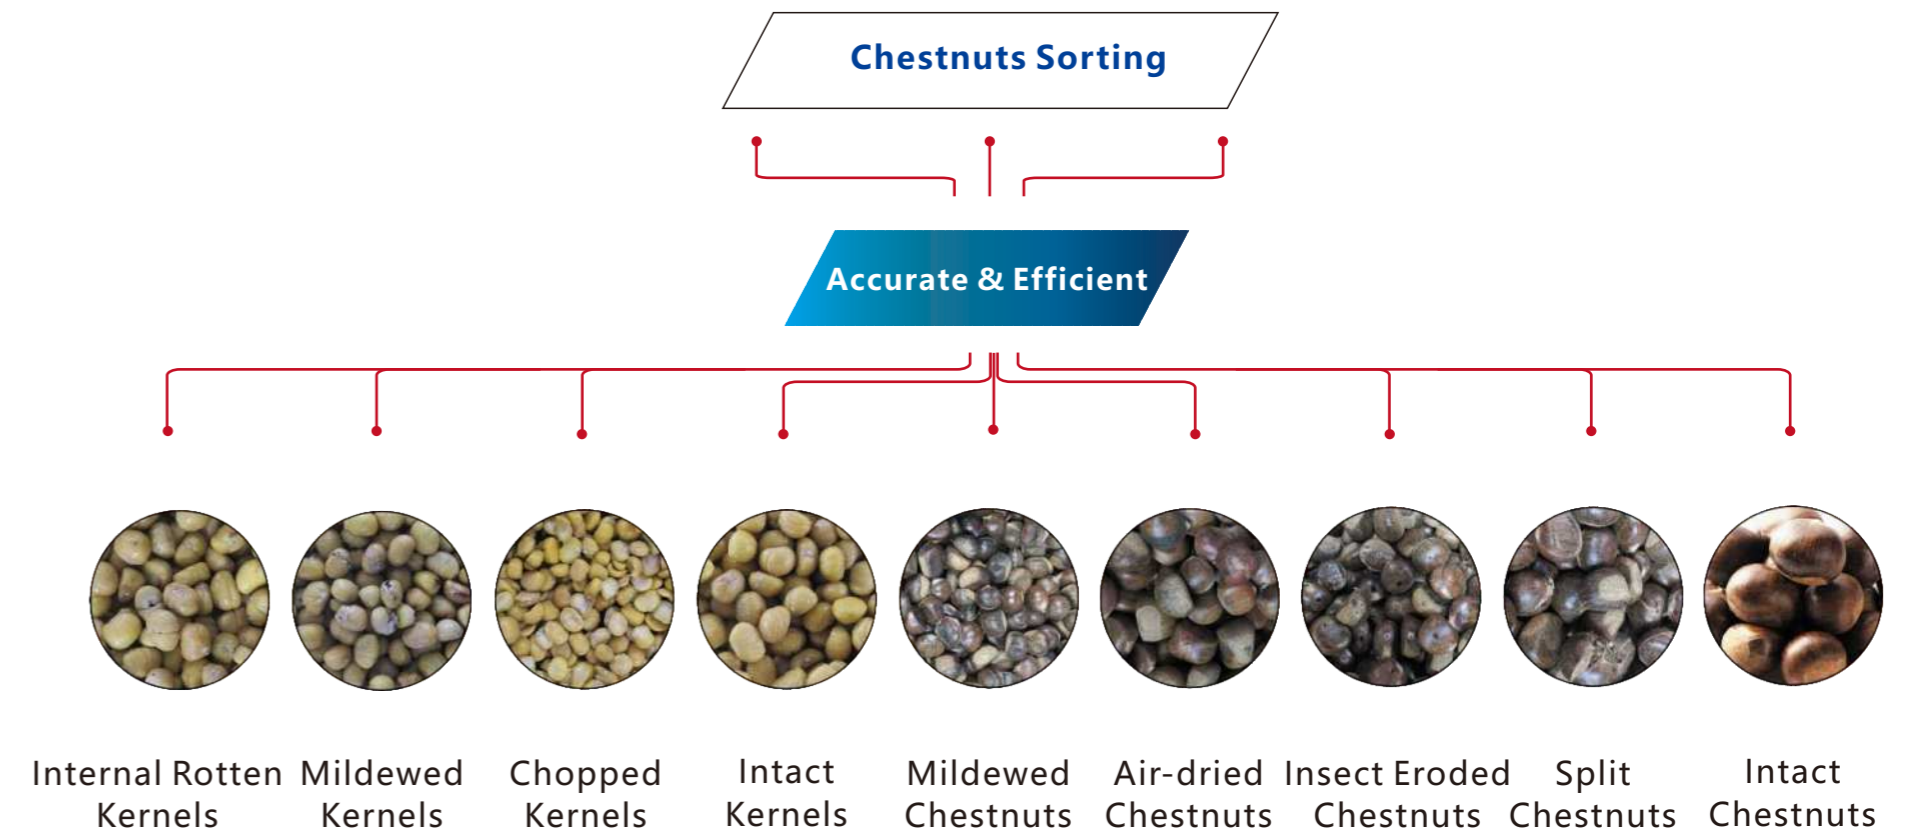 Chestnuts Sorting
Accurate & Efficient
Internal Rotten
Kernels
Mildewed
Kernels
Chopped
Kernels
Intact
Kernels
Mildewed
Chestnuts
Air-dried
Chestnuts
Insect Eroded
Chestnuts
Split
Chestnuts
Intact
Chestnuts